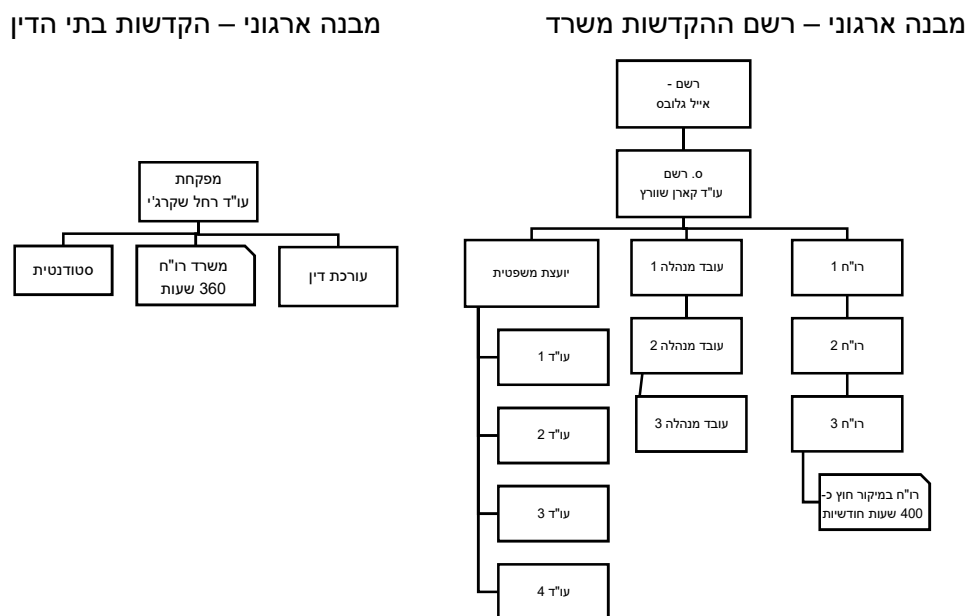 מבנה ארגוני – רשם ההקדשות משרד
רשם -
אייל גלובס
ס. רשם
עו"ד קארן שוורץ
רו"ח 1
עובד מנהלה 1
יועצת משפטית
רו"ח 2
עובד מנהלה 2
עו"ד 1
רו"ח 3
עובד מנהלה 3
עו"ד 2
רו"ח במיקור חוץ כ-
400 שעות חודשיות
עו"ד 3
עו"ד 4
מבנה ארגוני – הקדשות בתי הדין
מפקחת
עו"ד רחל שקרג'י
עורכת דין
משרד רו"ח
360 שעות
סטודנטית